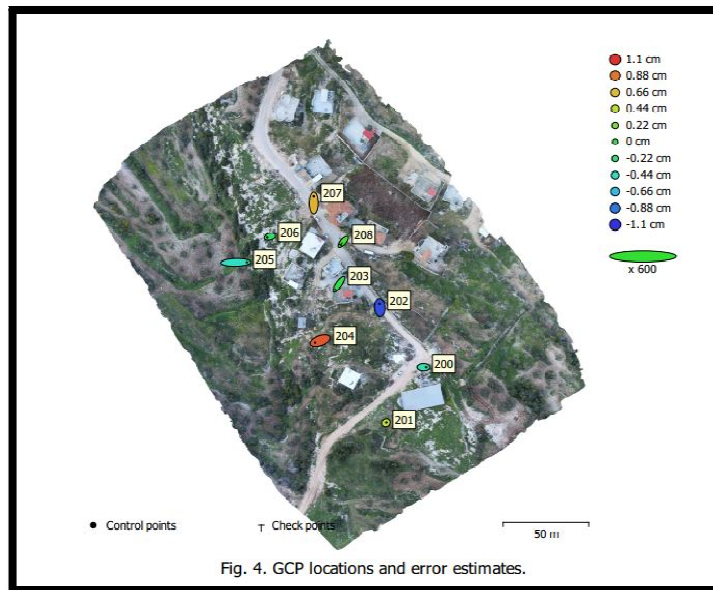 1.1 cm
0.88 cm
0.66 cm
0.44 cm
0.22 cm
0 cm
-0.22 cm
-0.44 cm
-0.66 cm
-0.88 cm
-1.1 cm
x 600
207
206
208
205
203
202
204
200
201
Control points
Check points
50 m
Fig. 4. GCP locations and error estimates.